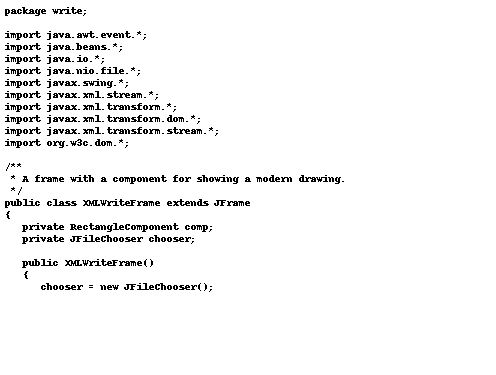 package write;
import java.awt.event.*;
import java.beans.*;
import java.io.*;
import java.nio.file.*;
import javax.swing.*;
import javax.xml.stream.*;
import javax.xml.transform.*;
import javax.xml.transform.dom.*;
import javax.xml.transform.stream.*;
import org.w3c.dom.*;
/**
 * A frame with a component for showing a modern drawing.
 */
public class XMLWriteFrame extends JFrame
{
   private RectangleComponent comp;
   private JFileChooser chooser;
   public XMLWriteFrame()
   {
      chooser = new JFileChooser();